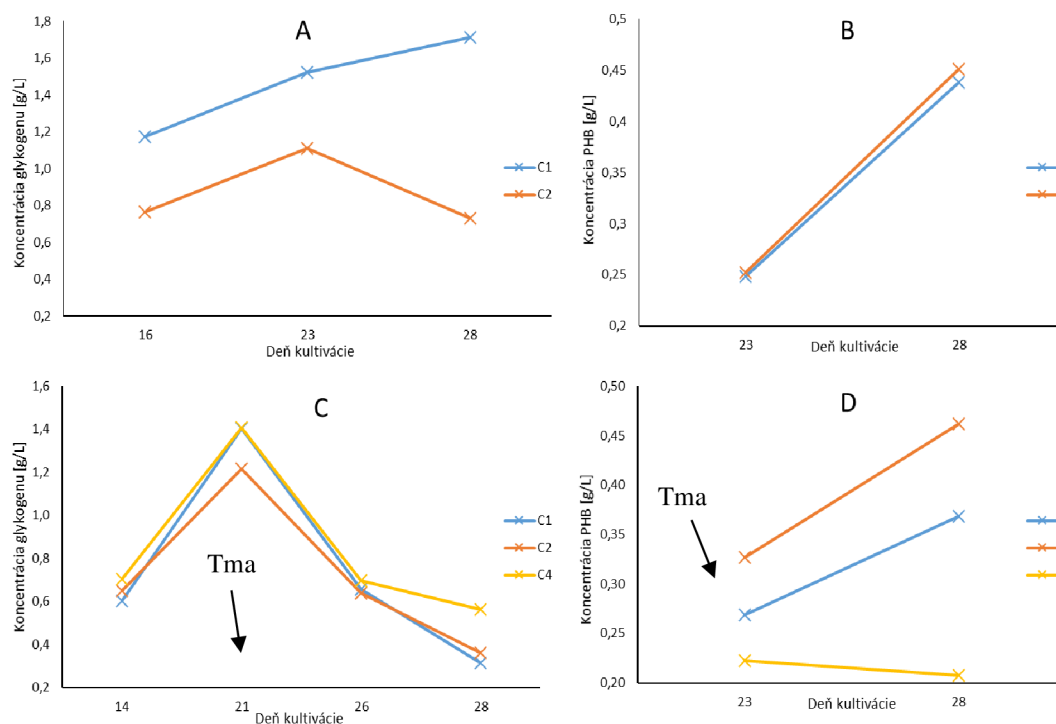 A
Koncentrácia glykogenu [g/L]
1,8
1,6
1,4
1,2
1,0
0,8
0,6
0,4
0,2
16
23
28
Deň kultivácie
C1
C2
B
Koncentrácia PHB [g/L]
0,5
0,45
0,4
0,35
0,3
0,25
0,2
23
28
Deň kultivácie
C
Koncentrácia glykogenu [g/L]
1,6
1,4
1,2
1,0
0,8
0,6
0,4
0,2
14
21
26
28
Deň kultivácie
Tma
C1
C2
C4
D
Koncentrácia PHB [g/L]
0,50
0,45
0,40
0,35
0,30
0,25
0,20
23
28
Deň kultivácie
Tma